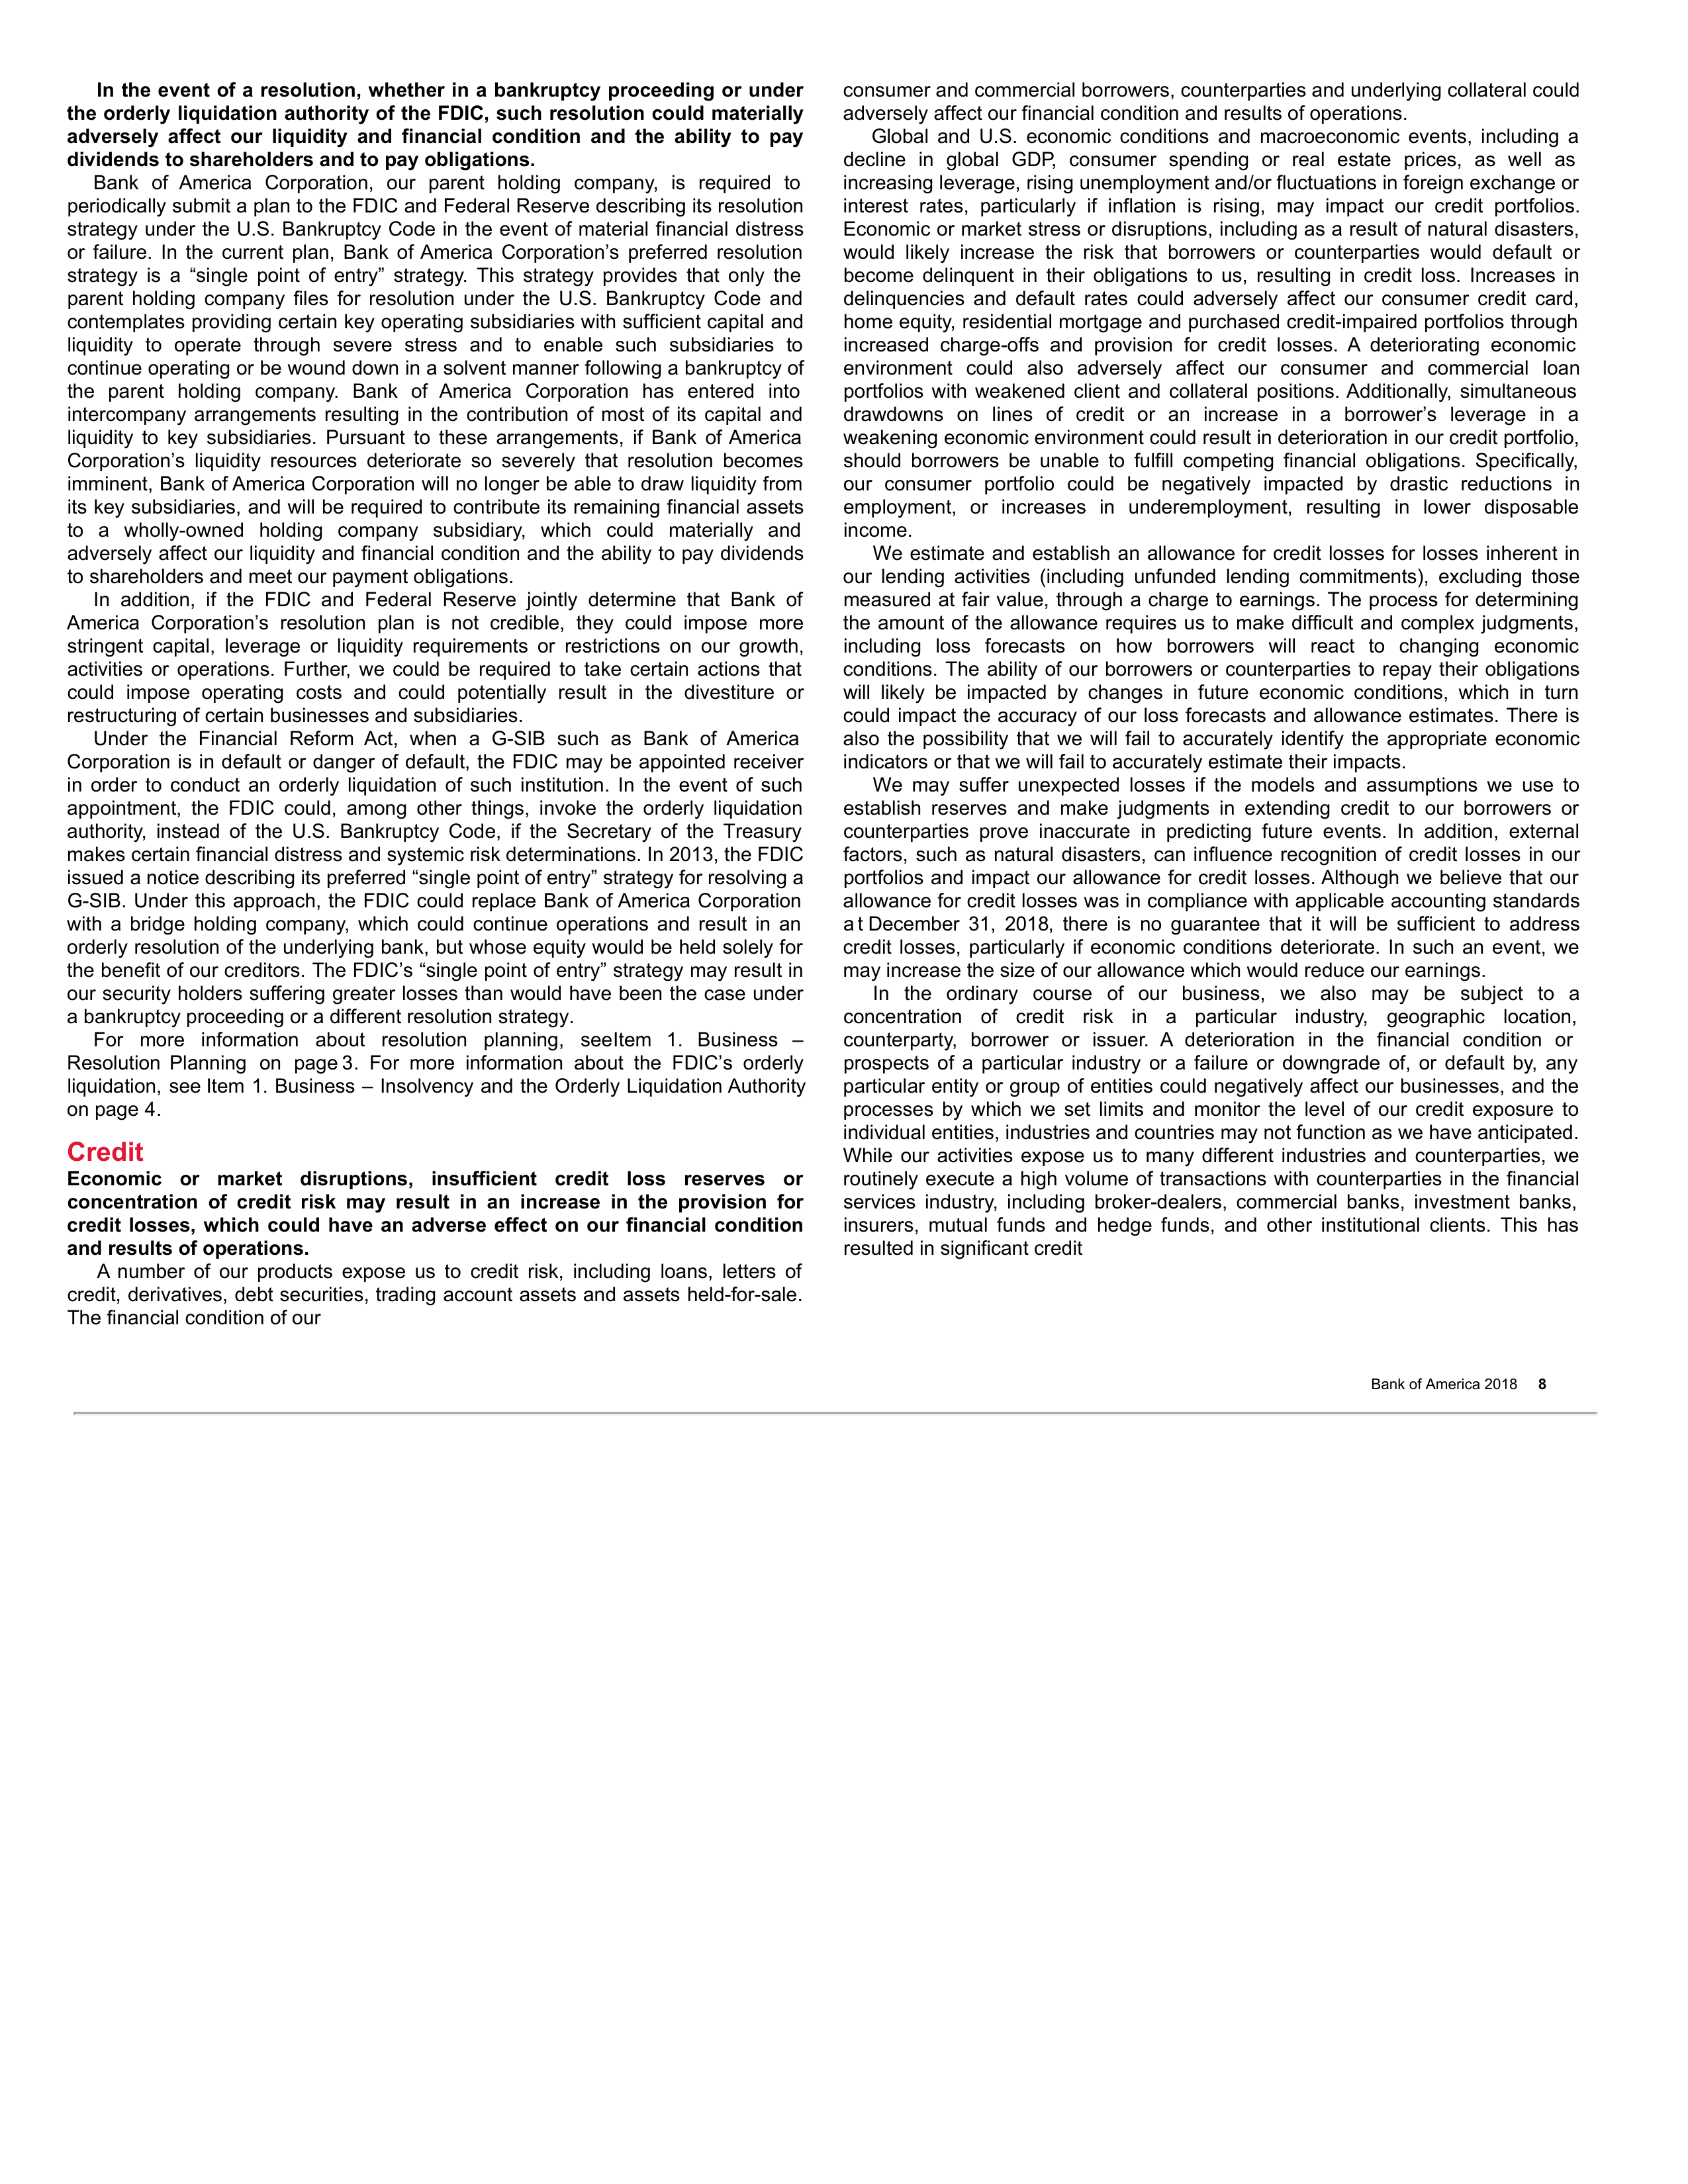 In the event of a resolution, whether in a bankruptcy proceeding or under
the orderly liquidation authority of the FDIC, such resolution could materially
adversely affect our liquidity and financial condition and the ability to pay
dividends to shareholders and to pay obligations.
Bank of America Corporation, our parent holding company, is required to
periodically submit a plan to the FDIC and Federal Reserve describing its resolution
strategy under the U.S. Bankruptcy Code in the event of material financial distress
or failure. In the current plan, Bank of America Corporation’s preferred resolution
strategy is a “single point of entry” strategy. This strategy provides that only the
parent holding company files for resolution under the U.S. Bankruptcy Code and
contemplates providing certain key operating subsidiaries with sufficient capital and
liquidity to operate through severe stress and to enable such subsidiaries to
continue operating or be wound down in a solvent manner following a bankruptcy of
the parent holding company. Bank of America Corporation has entered into
intercompany arrangements resulting in the contribution of most of its capital and
liquidity to key subsidiaries. Pursuant to these arrangements, if Bank of America
Corporation’s liquidity resources deteriorate so severely that resolution becomes
imminent, Bank of America Corporation will no longer be able to draw liquidity from
its key subsidiaries, and will be required to contribute its remaining financial assets
to a wholly-owned holding company subsidiary, which could materially and
adversely affect our liquidity and financial condition and the ability to pay dividends
to shareholders and meet our payment obligations.
In addition, if the FDIC and Federal Reserve jointly determine that Bank of
America Corporation’s resolution plan is not credible, they could impose more
stringent capital, leverage or liquidity requirements or restrictions on our growth,
activities or operations. Further, we could be required to take certain actions that
could impose operating costs and could potentially result in the divestiture or
restructuring of certain businesses and subsidiaries.
Under the Financial Reform Act, when a G-SIB such as Bank of America
Corporation is in default or danger of default, the FDIC may be appointed receiver
in order to conduct an orderly liquidation of such institution. In the event of such
appointment, the FDIC could, among other things, invoke the orderly liquidation
authority, instead of the U.S. Bankruptcy Code, if the Secretary of the Treasury
makes certain financial distress and systemic risk determinations. In 2013, the FDIC
issued a notice describing its preferred “single point of entry” strategy for resolving a
G-SIB. Under this approach, the FDIC could replace Bank of America Corporation
with a bridge holding company, which could continue operations and result in an
orderly resolution of the underlying bank, but whose equity would be held solely for
the benefit of our creditors. The FDIC’s “single point of entry” strategy may result in
our security holders suffering greater losses than would have been the case under
a bankruptcy proceeding or a different resolution strategy.
For more information about resolution planning, seeItem 1. Business –
Resolution Planning on page 3. For more information about the FDIC’s orderly
liquidation, see Item 1. Business – Insolvency and the Orderly Liquidation Authority
on page 4.
Credit
Economic or market disruptions, insufficient credit loss reserves or
concentration of credit risk may result in an increase in the provision for
credit losses, which could have an adverse effect on our financial condition
and results of operations.
A number of our products expose us to credit risk, including loans, letters of
credit, derivatives, debt securities, trading account assets and assets held-for-sale.
The financial condition of our
consumer and commercial borrowers, counterparties and underlying collateral could
adversely affect our financial condition and results of operations.
Global and U.S. economic conditions and macroeconomic events, including a
decline in global GDP, consumer spending or real estate prices, as well as
increasing leverage, rising unemployment and/or fluctuations in foreign exchange or
interest rates, particularly if inflation is rising, may impact our credit portfolios.
Economic or market stress or disruptions, including as a result of natural disasters,
would likely increase the risk that borrowers or counterparties would default or
become delinquent in their obligations to us, resulting in credit loss. Increases in
delinquencies and default rates could adversely affect our consumer credit card,
home equity, residential mortgage and purchased credit-impaired portfolios through
increased charge-offs and provision for credit losses. A deteriorating economic
environment could also adversely affect our consumer and commercial loan
portfolios with weakened client and collateral positions. Additionally, simultaneous
drawdowns on lines of credit or an increase in a borrower’s leverage in a
weakening economic environment could result in deterioration in our credit portfolio,
should borrowers be unable to fulfill competing financial obligations. Specifically,
our consumer portfolio could be negatively impacted by drastic reductions in
employment, or increases in underemployment, resulting in lower disposable
income.
We estimate and establish an allowance for credit losses for losses inherent in
our lending activities (including unfunded lending commitments), excluding those
measured at fair value, through a charge to earnings. The process for determining
the amount of the allowance requires us to make difficult and complex judgments,
including loss forecasts on how borrowers will react to changing economic
conditions. The ability of our borrowers or counterparties to repay their obligations
will likely be impacted by changes in future economic conditions, which in turn
could impact the accuracy of our loss forecasts and allowance estimates. There is
also the possibility that we will fail to accurately identify the appropriate economic
indicators or that we will fail to accurately estimate their impacts.
We may suffer unexpected losses if the models and assumptions we use to
establish reserves and make judgments in extending credit to our borrowers or
counterparties prove inaccurate in predicting future events. In addition, external
factors, such as natural disasters, can influence recognition of credit losses in our
portfolios and impact our allowance for credit losses. Although we believe that our
allowance for credit losses was in compliance with applicable accounting standards
at December 31, 2018, there is no guarantee that it will be sufficient to address
credit losses, particularly if economic conditions deteriorate. In such an event, we
may increase the size of our allowance which would reduce our earnings.
In the ordinary course of our business, we also may be subject to a
concentration of credit risk in a particular industry, geographic location,
counterparty, borrower or issuer. A deterioration in the financial condition or
prospects of a particular industry or a failure or downgrade of, or default by, any
particular entity or group of entities could negatively affect our businesses, and the
processes by which we set limits and monitor the level of our credit exposure to
individual entities, industries and countries may not function as we have anticipated.
While our activities expose us to many different industries and counterparties, we
routinely execute a high volume of transactions with counterparties in the financial
services industry, including broker-dealers, commercial banks, investment banks,
insurers, mutual funds and hedge funds, and other institutional clients. This has
resulted in significant credit
Bank of America 2018 8